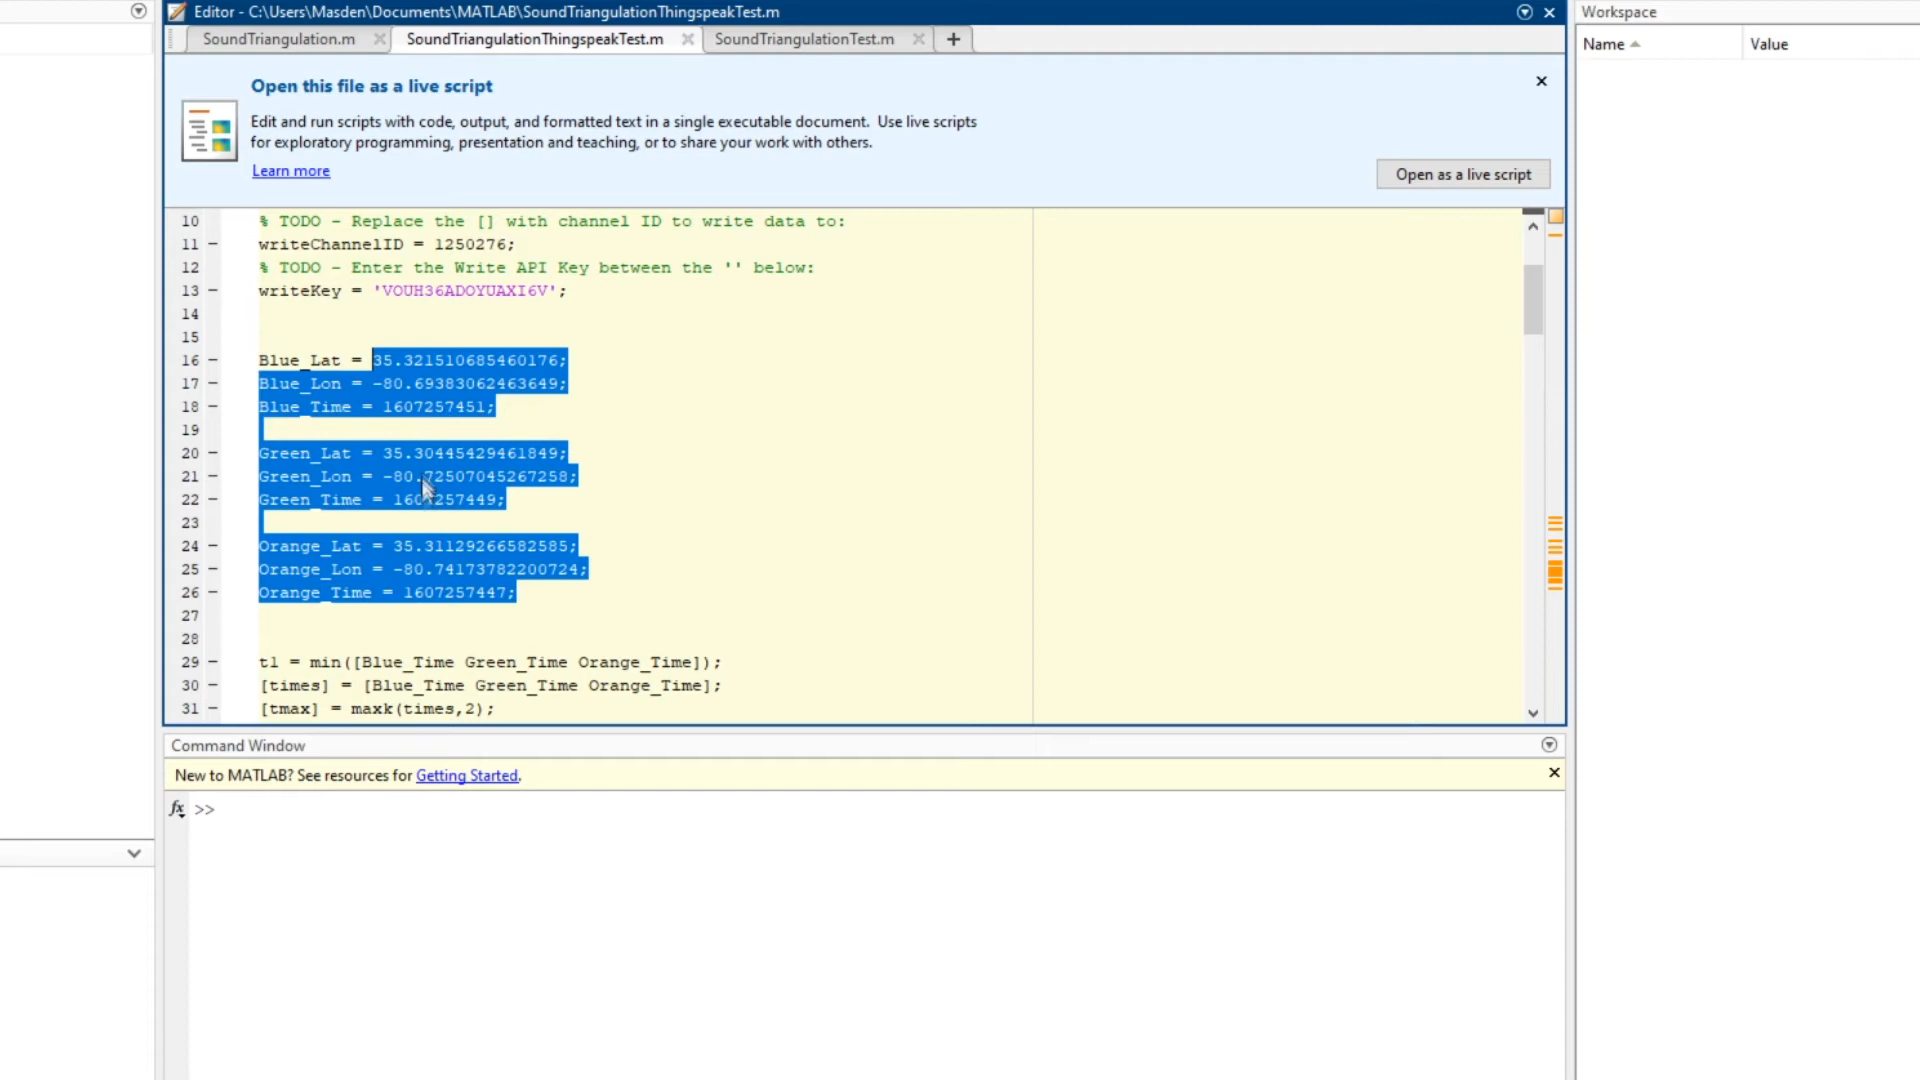 Editor - C:\Users\Masden\Documents\MATLAB\SoundTriangulationThingspeakTest.m
Workspace
SoundTriangulation.m
SoundTriangulationThingspeakTest.m
SoundTriangulationTest.m
+
Name
Value
Open this file as a live script
Edit and run scripts with code, output, and formatted text in a single executable document. Use live scripts
for exploratory programming, presentation and teaching, or to share your work with others.
Learn more
Open as a live script
10 % TODO - Replace the [] with channel ID to write data to:
11 - writeChannelID = 1250276;
12 % TODO - Enter the Write API Key between the '' below:
13 - writeKey = 'VOUH36ADOYUAXI6V';
14
15
16 - Blue_Lat = 35.321510685460176;
17 - Blue_Lon = -80.69383062463649;
18 - Blue_Time = 1607257451;
19
20 - Green_Lat = 35.30445429461849;
21 - Green_Lon = -80.72507045267258;
22 - Green_Time = 1607257449;
23
24 - Orange_Lat = 35.31129266582585;
25 - Orange_Lon = -80.74173782200724;
26 - Orange_Time = 1607257447;
27
28
29 - t1 = min([Blue_Time Green_Time Orange_Time]);
30 - [times] = [Blue_Time Green_Time Orange_Time];
31 - [tmax] = maxk(times,2);
Command Window
New to MATLAB? See resources for Getting Started.
fx >>